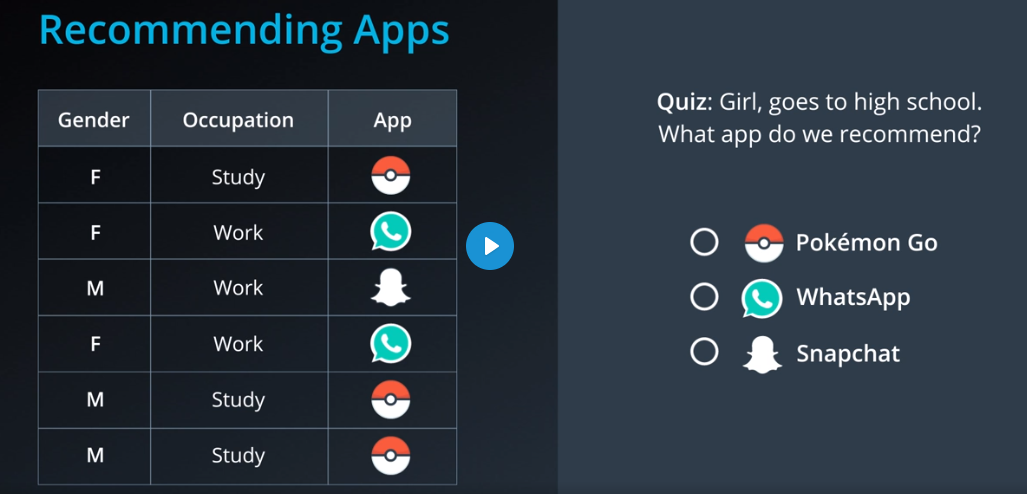 Recommending Apps
Gender Occupation App
F Study
F Work
M Work
F Work
M Study
M Study
Quiz: Girl, goes to high school.
What app do we recommend?
Pokémon Go
WhatsApp
Snapchat